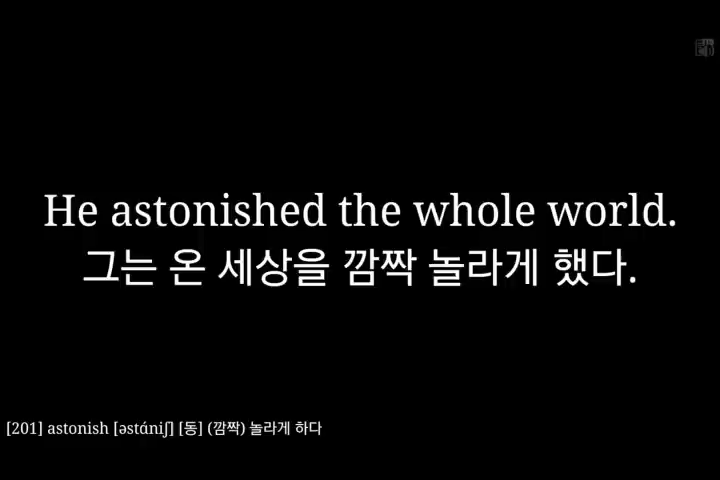 He astonished the whole world.
그는 온 세상을 깜짝 놀라게 했다.
[201] astonish [əstάniʃ] [동] (깜짝) 놀라게 하다